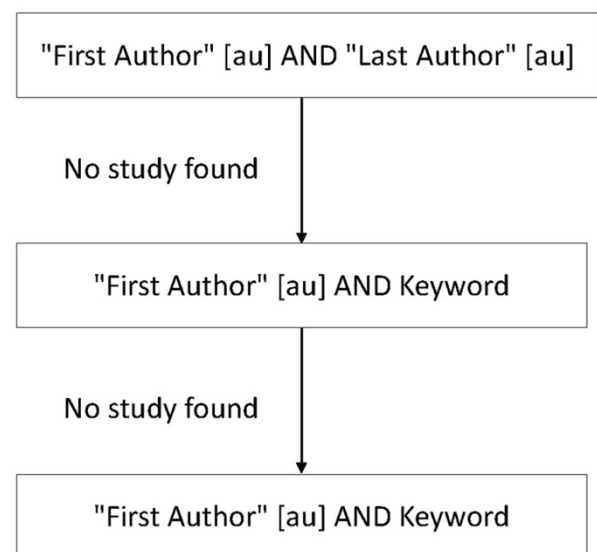 "First Author" [au] AND "Last Author" [au]
No study found
"First Author" [au] AND Keyword
No study found
"First Author" [au] AND Keyword